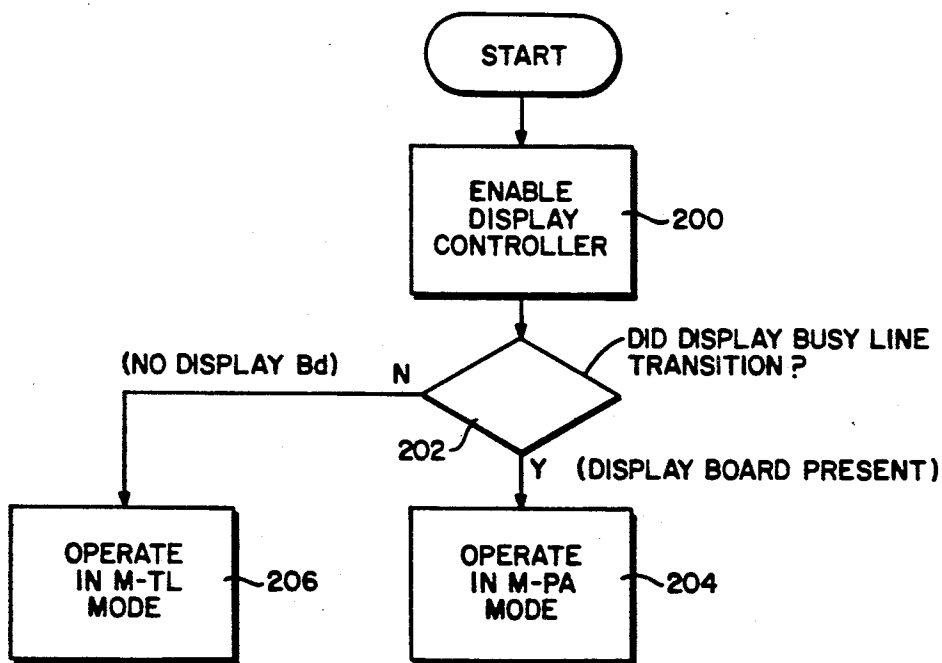 START
ENABLE
DISPLAY
CONTROLLER
200
DID DISPLAY BUSY LINE
TRANSITION?
(NO DISPLAY Bd)
N
202
Y (DISPLAY BOARD PRESENT)
OPERATE
IN M-TL
MODE
206
OPERATE
IN M-PA
MODE
204